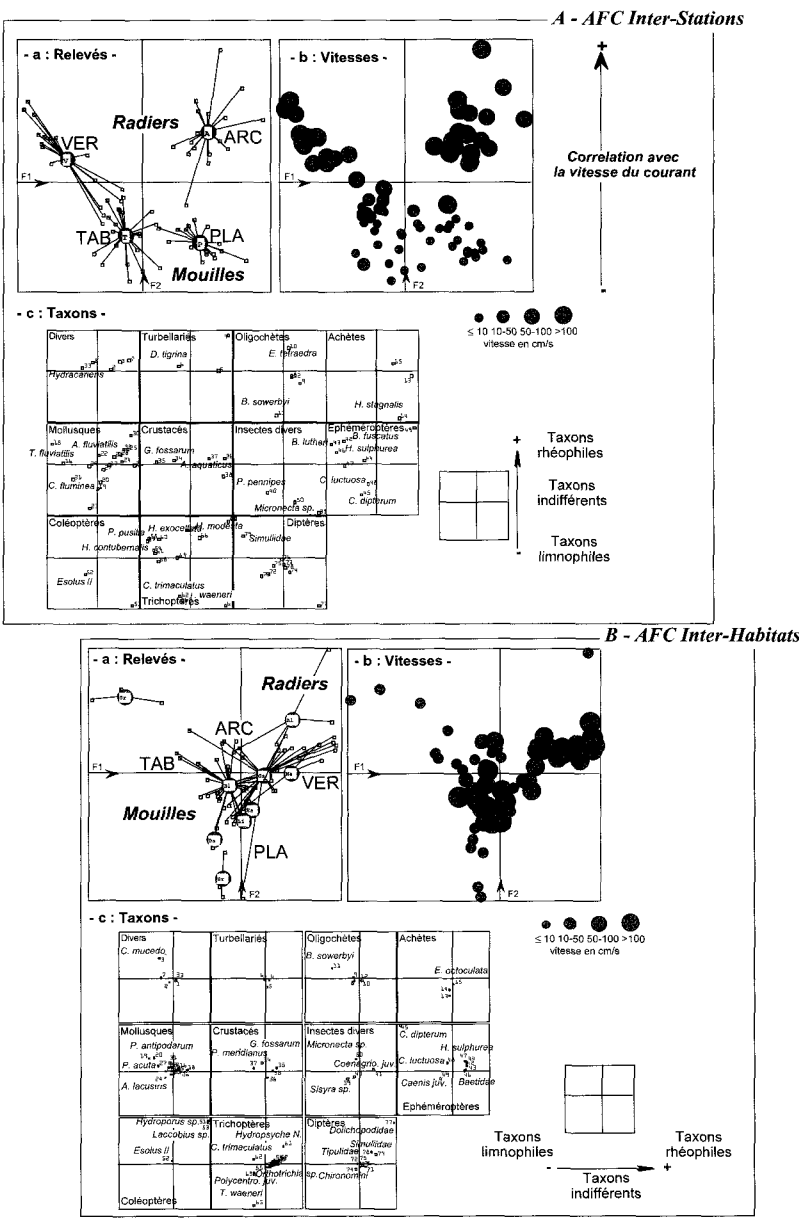 A - AFC Inter-Stations
- a : Relevés -
- b : Vitesses -
Radiers
VER
ARC
F1
F1
TAB
PLA
Mouilles
F2
F2
+
Correlation avec
la vitesse du courant
-
- c : Taxons -
≤ 10 10-50 50-100 >100
vitesse en cm/s
Divers
Turbellariés
Oligochètes
Achètes
D. tigrina
E. tetraedra
Hydracariens
B. sowerbyi
H. stagnalis
Mollusques
Crustacés
Insectes divers
Ephéméroptères
A. fluviatilis
G. fossarum
B. lutheri
B. fuscatus
T. fluviatilis
A. aquaticus
H. sulphurea
C. fluminea
P. pennipes
C. luctuosa
Micronecta sp.
C. dipterum
Coléoptères
P. pusilla
H. exocellata
H. modesta
Diptères
H. contubernalis
Simuliidae
Esolus II
C. trimaculatus
T. waeneri
Trichoptères
+
Taxons
rhéophiles
Taxons
indifférents
Taxons
limnophiles
-
B - AFC Inter-Habitats
- a : Relevés -
- b : Vitesses -
Radiers
ARC
TAB
F1
VER
F1
Mouilles
PLA
F2
F2
- c : Taxons -
≤ 10 10-50 50-100 >100
vitesse en cm/s
Divers
Turbellariés
Oligochètes
Achètes
C. mucedo
B. sowerbyi
E. octoculata
Mollusques
Crustacés
Insectes divers
C. dipterum
P. antipodarum
G. fossarum
Micronecta sp.
H. sulphurea
P. meridianus
P. acuta
Coenagrio. juv.
C. luctuosa
A. lacustris
Sisyra sp.
Caenis juv.
Baetidae
Ephéméroptères
Hydroporus sp.
Trichoptères
Diptères
Dolichopodidae
Laccobius sp.
Hydropsyche N.
Simuliidae
Esolus II
C. trimaculatus
Tipulidae
Orthotrichia sp.
Chironomini
Polycentro. juv.
T. waeneri
Coléoptères
Taxons
limnophiles
Taxons
rhéophiles
-
+
Taxons
indifférents